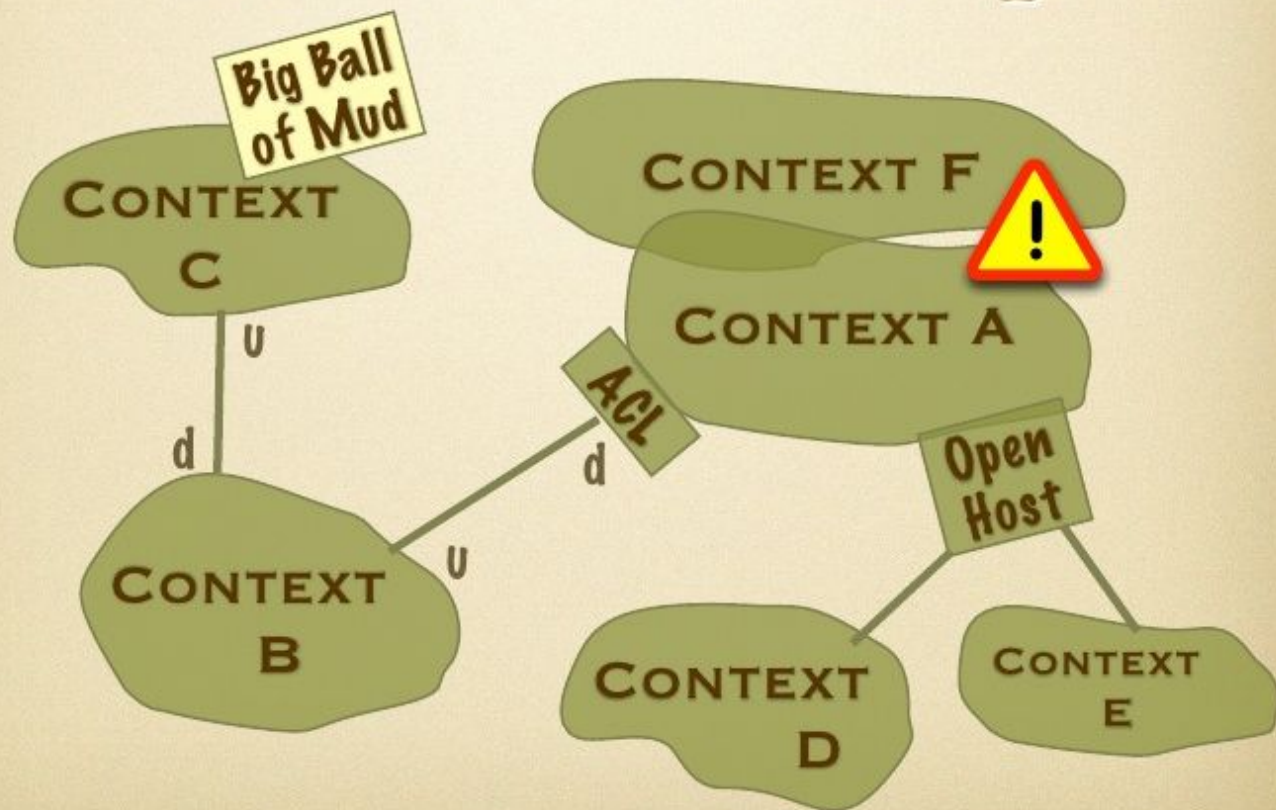 Big Ball
of Mud
CONTEXT
C
U
d
CONTEXT F
!
CONTEXT A
ACL
d
U
Open
Host
CONTEXT
B
CONTEXT
D
CONTEXT
E